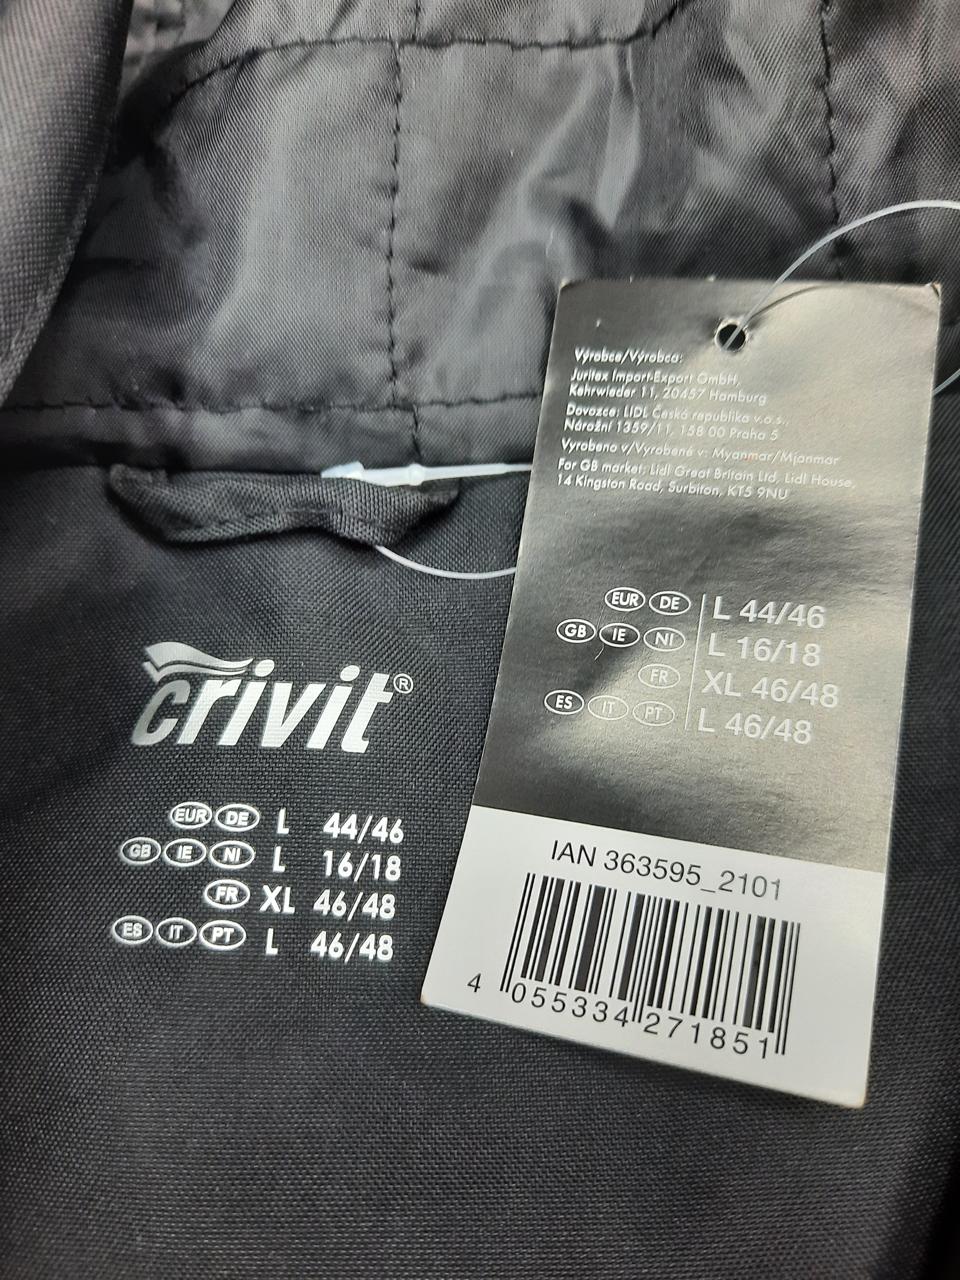 Výrobce/Výrobca:
Juritex Import-Export GmbH,
Kehrwieder 11, 20457 Hamburg
Dovozce: LIDL Česká republika v.o.s.,
Nárožní 1359/11, 158 00 Praha 5
Vyrobeno v/Vyrobené v: Myanmar/Mjanmar
For GB market: Lidl Great Britain Ltd, Lidl House,
14 Kingston Road, Surbiton, KT5 9NU
EUR DE L 44/46
GB IE NI L 16/18
FR XL 46/48
ES IT PT L 46/48
IAN 363595_2101
4 055334 271851
crivit®
EUR DE L 44/46
GB IE NI L 16/18
FR XL 46/48
ES IT PT L 46/48